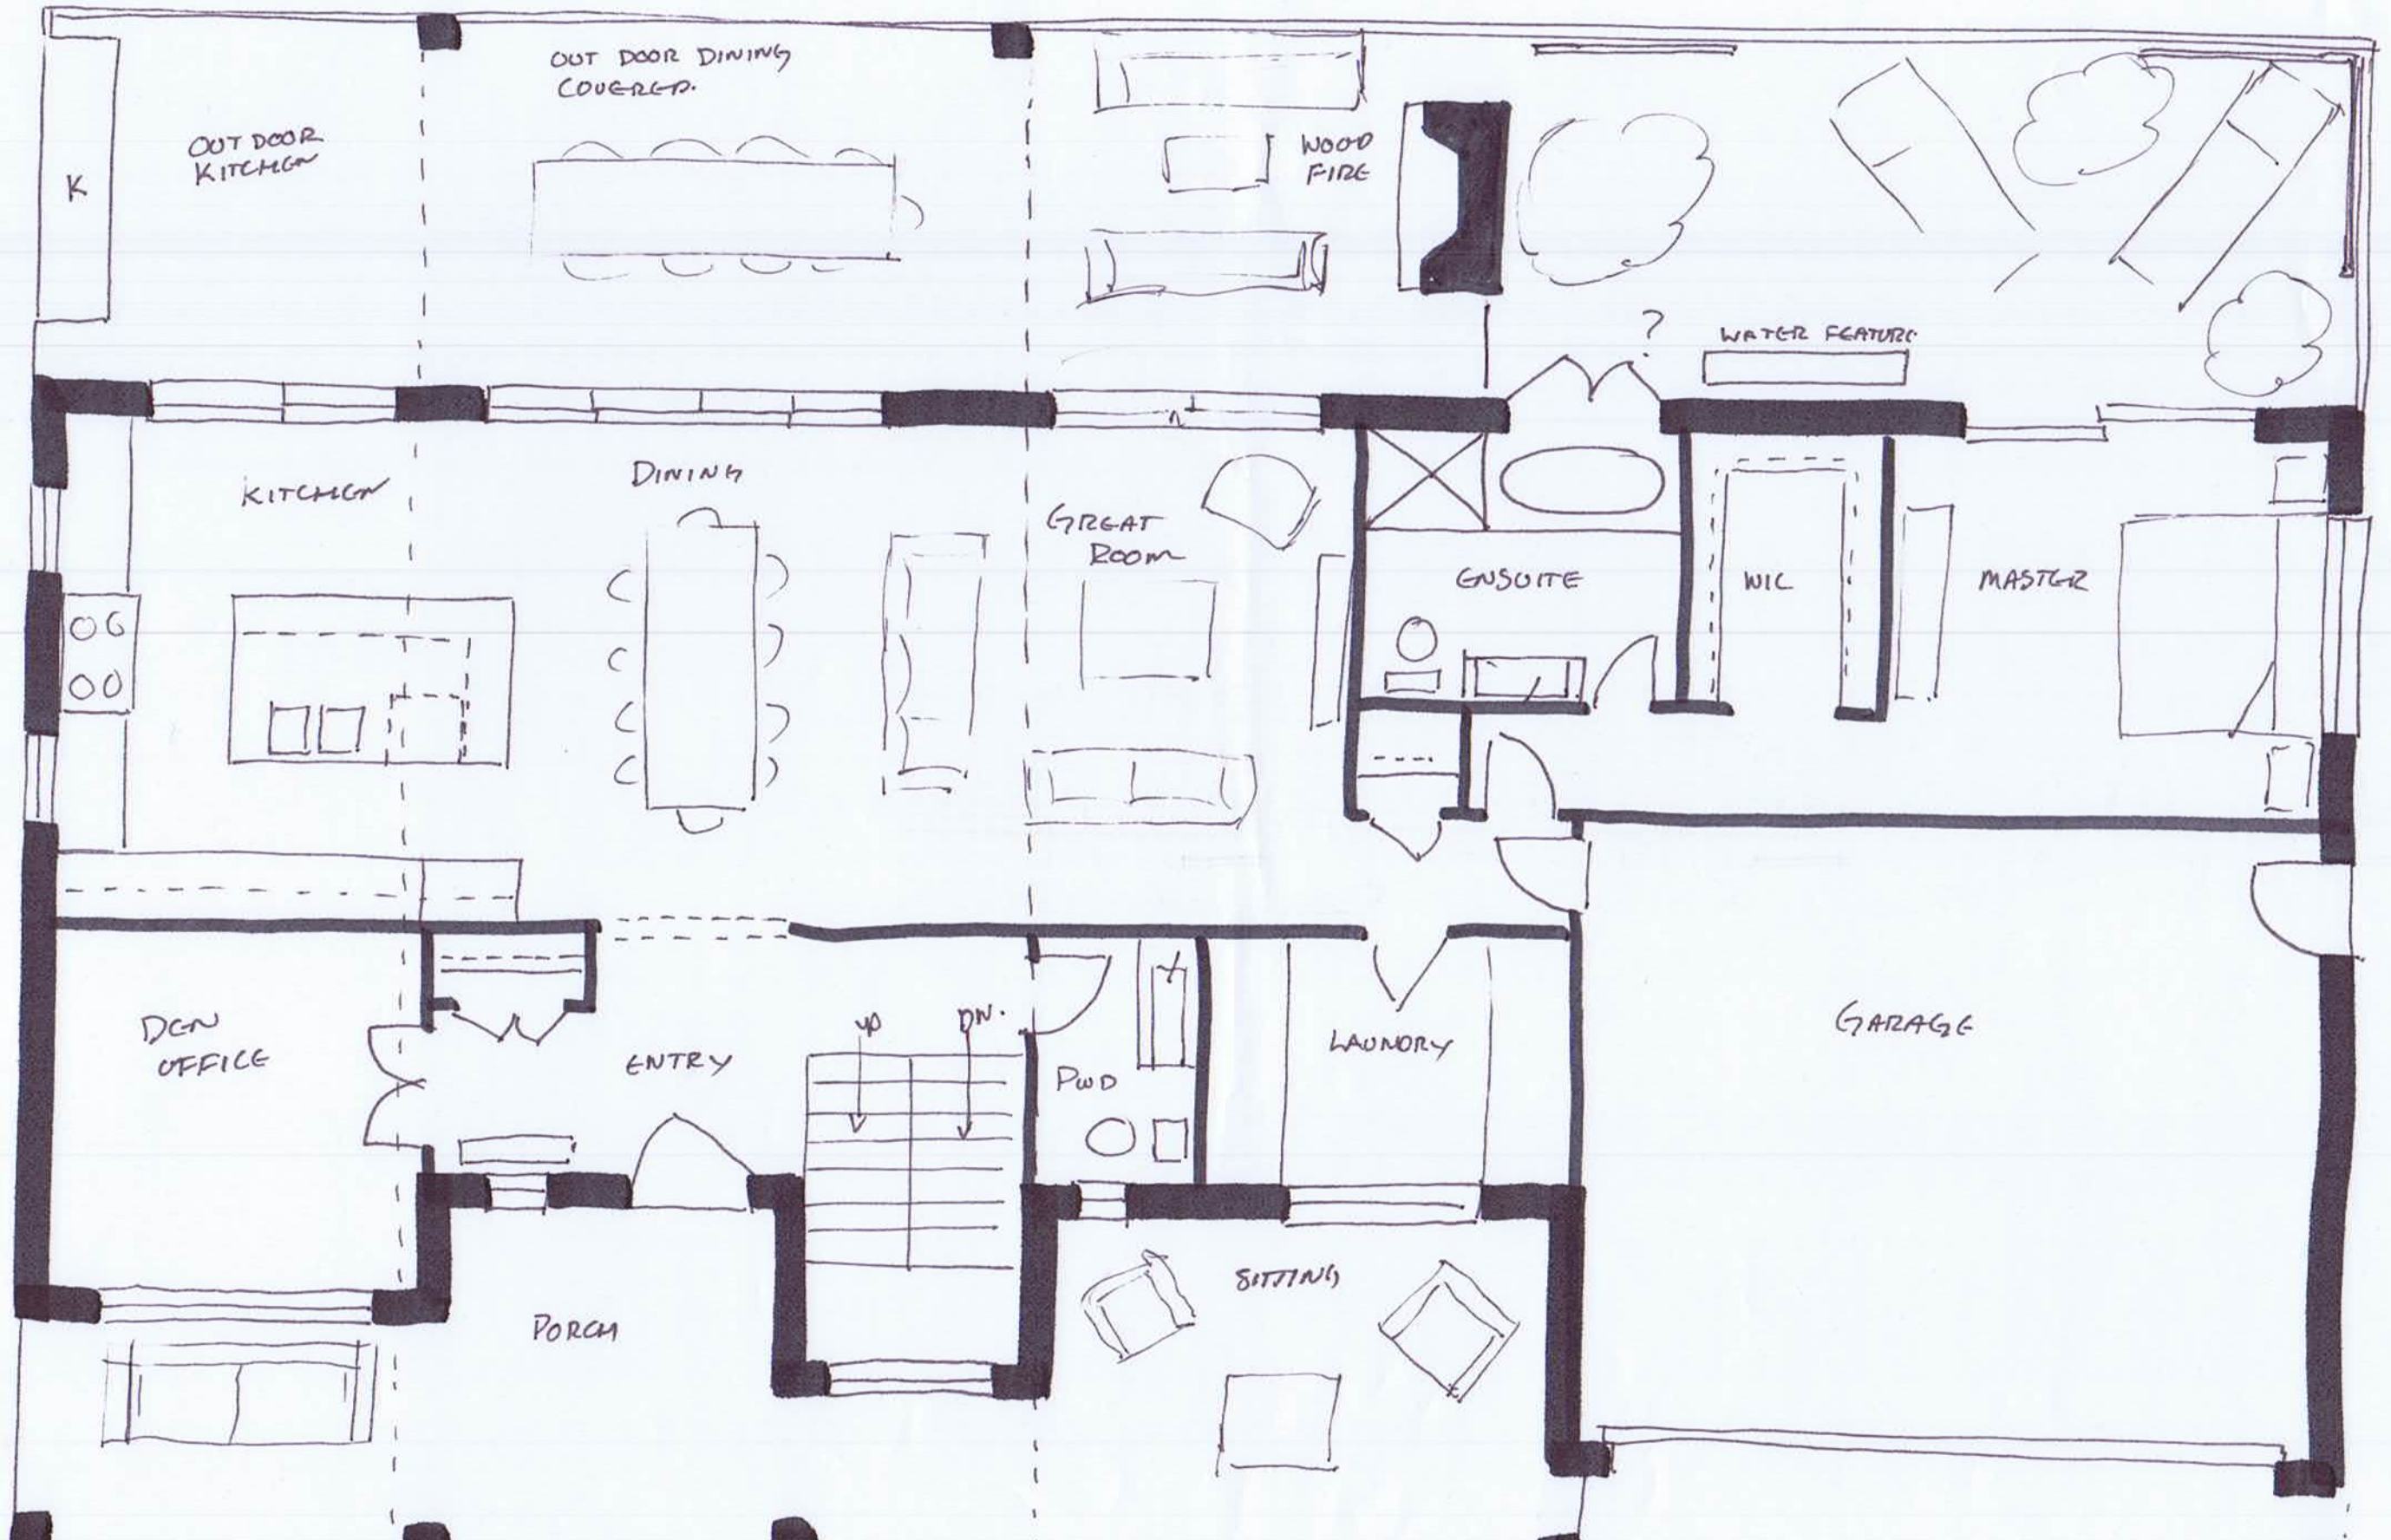 OUT DOOR DINING
COVERED.
OUT DOOR
KITCHEN
K
WOOD
FIRE
?
WATER FEATURE
KITCHEN
DINING
GREAT
ROOM
ENSUITE
WIC
MASTER
DEN
OFFICE
ENTRY
UP
DN.
PWD
LAUNDRY
GARAGE
PORCH
SITTING